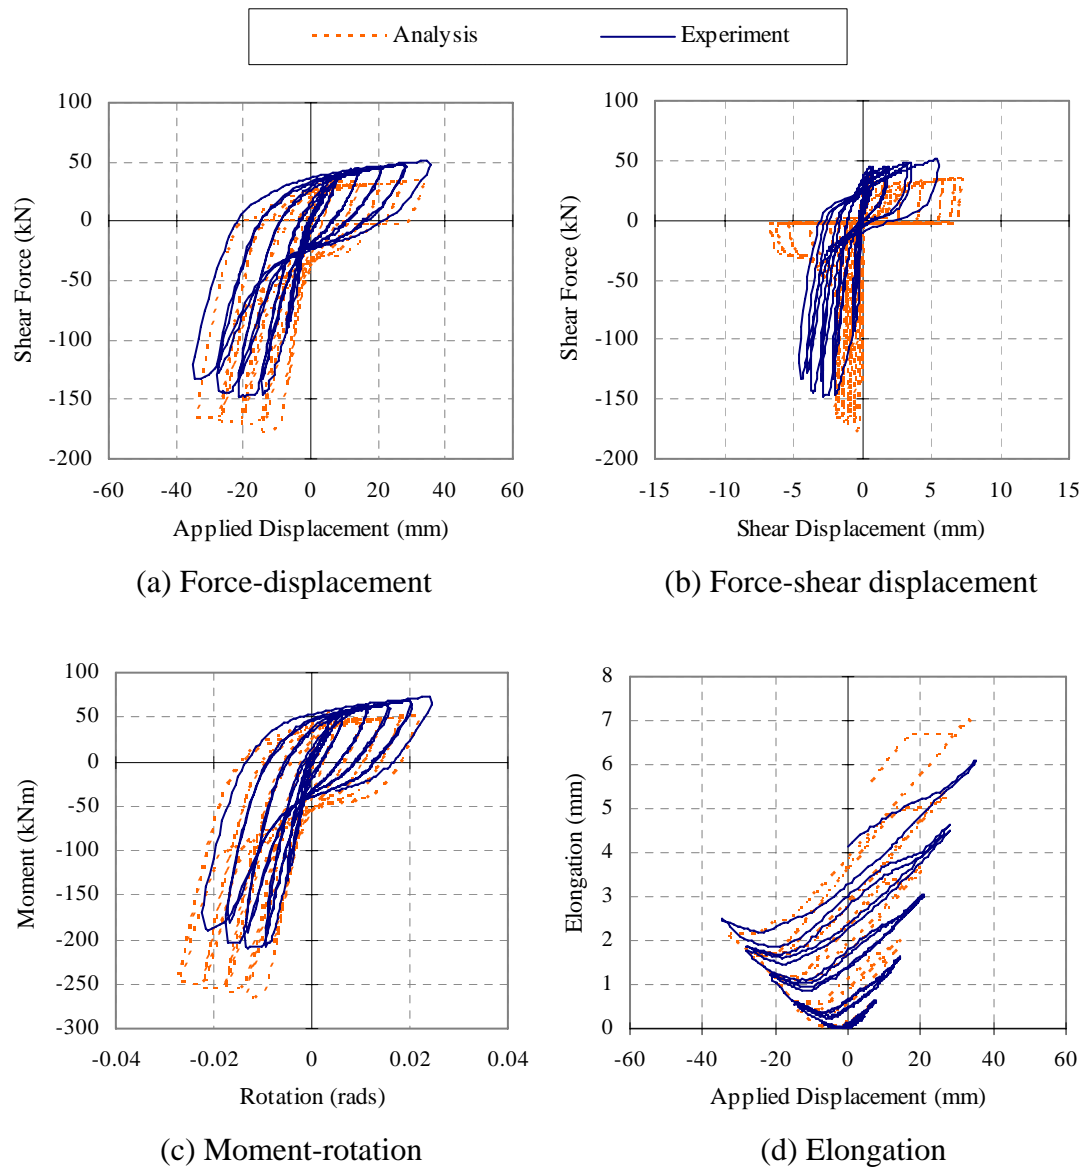 Analysis Experiment
100
50
0
-50
-100
-150
-200
-60 -40 -20 0 20 40 60
Shear Force (kN)
Applied Displacement (mm)
(a) Force-displacement
100
50
0
-50
-100
-150
-200
-15 -10 -5 0 5 10 15
Shear Force (kN)
Shear Displacement (mm)
(b) Force-shear displacement
100
50
0
-50
-100
-150
-200
-250
-300
-0.04 -0.02 0 0.02 0.04
Moment (kNm)
Rotation (rads)
(c) Moment-rotation
8
7
6
5
4
3
2
1
0
-60 -40 -20 0 20 40 60
Elongation (mm)
Applied Displacement (mm)
(d) Elongation